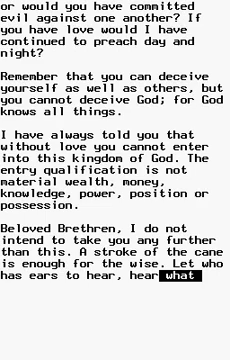 or would you have committed
evil against one another? If
you have love would I have
continued to preach day and
night?
Remember that you can deceive
yourself as well as others, but
you cannot deceive God; for God
knows all things.
I have always told you that
without love you cannot enter
into this kingdom of God. The
entry qualification is not
material wealth, money,
knowledge, power, position or
possession.
Beloved Brethren, I do not
intend to take you any further
than this. A stroke of the cane
is enough for the wise. Let who
has ears to hear, hear what